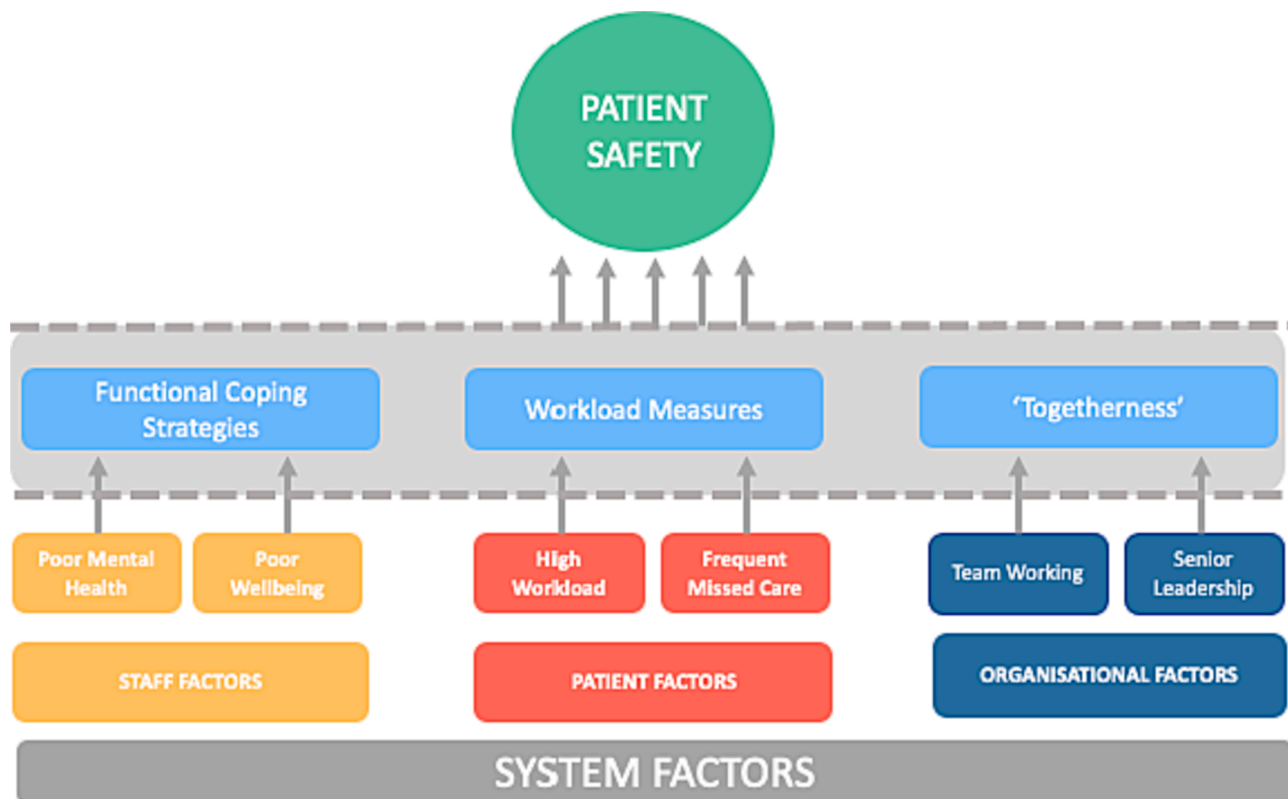 PATIENT
SAFETY
Functional Coping
Strategies
Workload Measures
‘Togetherness’
Poor Mental
Health
Poor
Wellbeing
High
Workload
Frequent
Missed Care
Team Working
Senior
Leadership
STAFF FACTORS
PATIENT FACTORS
ORGANISATIONAL FACTORS
SYSTEM FACTORS